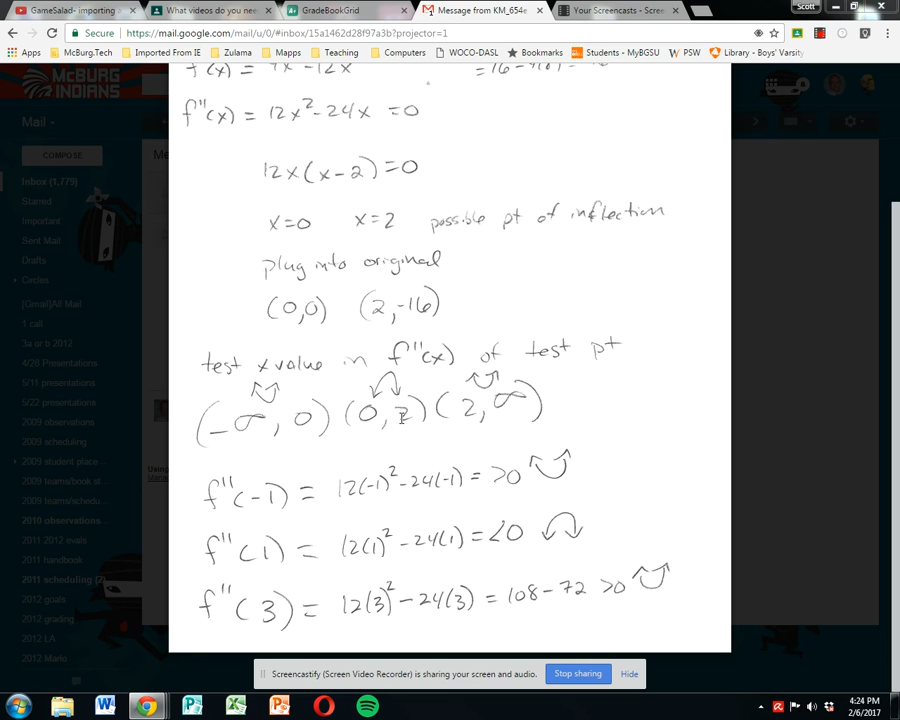 GameSalad- importing a
What videos do you nee
GradeBookGrid
Message from KM_654e
Your Screencasts - Scree
Scott
Secure
https://mail.google.com/mail/u/0/#inbox/15a1462d28f97a3b?projector=1
Apps
McBurg.Tech
Imported From IE
Zulama
Maps
Teaching
Computers
WOCO-DASL
Bookmarks
Students - MyBGSU
PSW
Library - Boys' Varsity
McBURG
INDIANS
Mail
COMPOSE
Inbox (1,779)
Starred
Important
Sent Mail
Drafts
Circles
[Gmail]All Mail
1 call
3a or b 2012
4/28 Presentations
5/11 presentations
5/22 presentations
2009 observations
2009 scheduling
2009 student place
2009 team/book st
2009 teams/schedu
2010 observations
2011 2012 evals
2011 handbook
2011 scheduling (2)
2012 goals
2012 grading
2012 LA
2012 Mario
f''(x) = 12x²-24x =0
12x(x-2)=0
x=0 x=2 possible pt of inflection
plug into original
(0,0) (2,-16)
test x value in f''(x) of test pt
(-∞, 0) (0,2) (2, ∞)
f''(-1) = 12(-1)²-24(-1) = >0
f''(1) = 12(1)² -24(1) = <0
f''(3) = 12(3)² -24(3) = 108-72 >0
Screencastify (Screen Video Recorder) is sharing your screen and audio.
Stop sharing
Hide
4:24 PM
2/6/2017